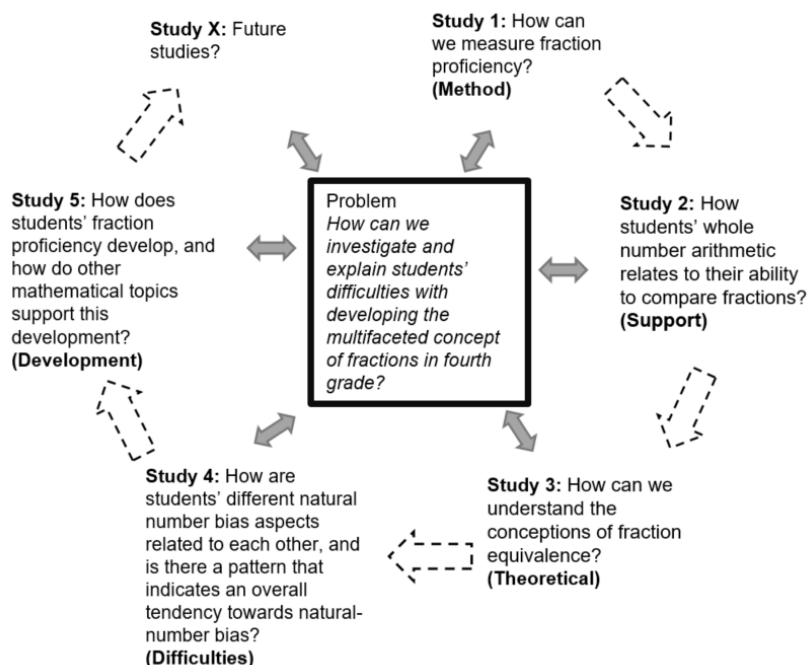 Study X: Future
studies?
Study 1: How can
we measure fraction
proficiency?
(Method)
Study 2: How
students' whole
number arithmetic
relates to their ability
to compare fractions?
(Support)
Study 3: How can we
understand the
conceptions of fraction
equivalence?
(Theoretical)
Study 4: How are
students' different natural
number bias aspects
related to each other, and
is there a pattern that
indicates an overall
tendency towards natural-
number bias?
(Difficulties)
Study 5: How does
students' fraction
proficiency develop, and
how do other
mathematical topics
support this
development?
(Development)
Problem
How can we
investigate and
explain students'
difficulties with
developing the
multifaceted concept
of fractions in fourth
grade?